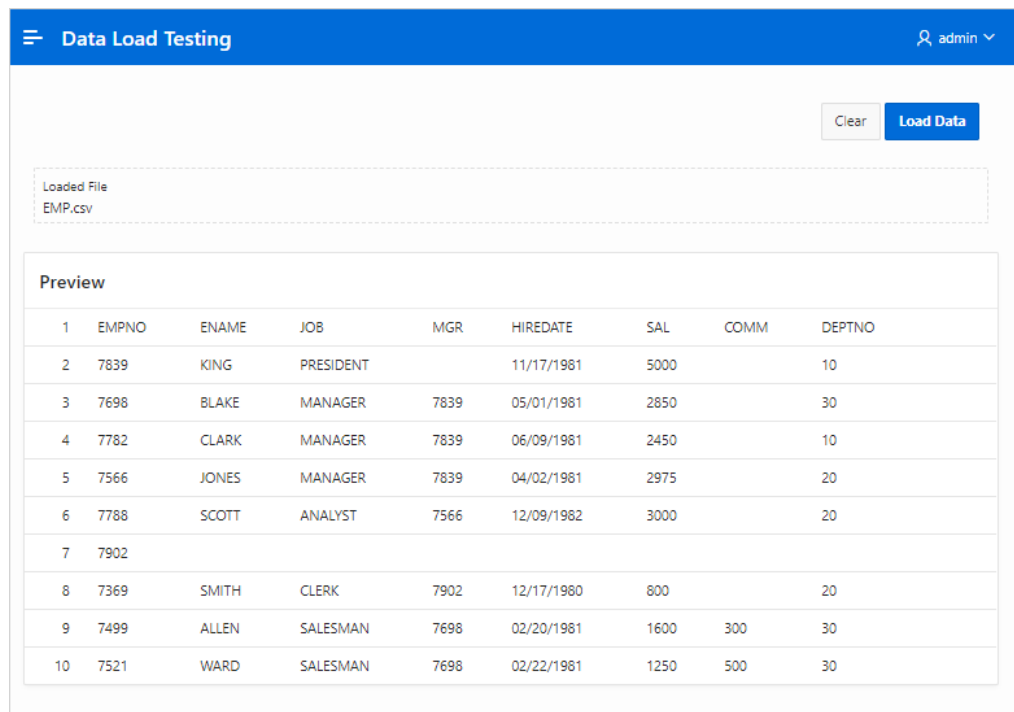 Data Load Testing admin
Clear Load Data
Loaded File
EMP.csv
Preview
1 EMPNO ENAME JOB MGR HIREDATE SAL COMM DEPTNO
2 7839 KING PRESIDENT 11/17/1981 5000 10
3 7698 BLAKE MANAGER 7839 05/01/1981 2850 30
4 7782 CLARK MANAGER 7839 06/09/1981 2450 10
5 7566 JONES MANAGER 7839 04/02/1981 2975 20
6 7788 SCOTT ANALYST 7566 12/09/1982 3000 20
7 7902
8 7369 SMITH CLERK 7902 12/17/1980 800 20
9 7499 ALLEN SALESMAN 7698 02/20/1981 1600 300 30
10 7521 WARD SALESMAN 7698 02/22/1981 1250 500 30